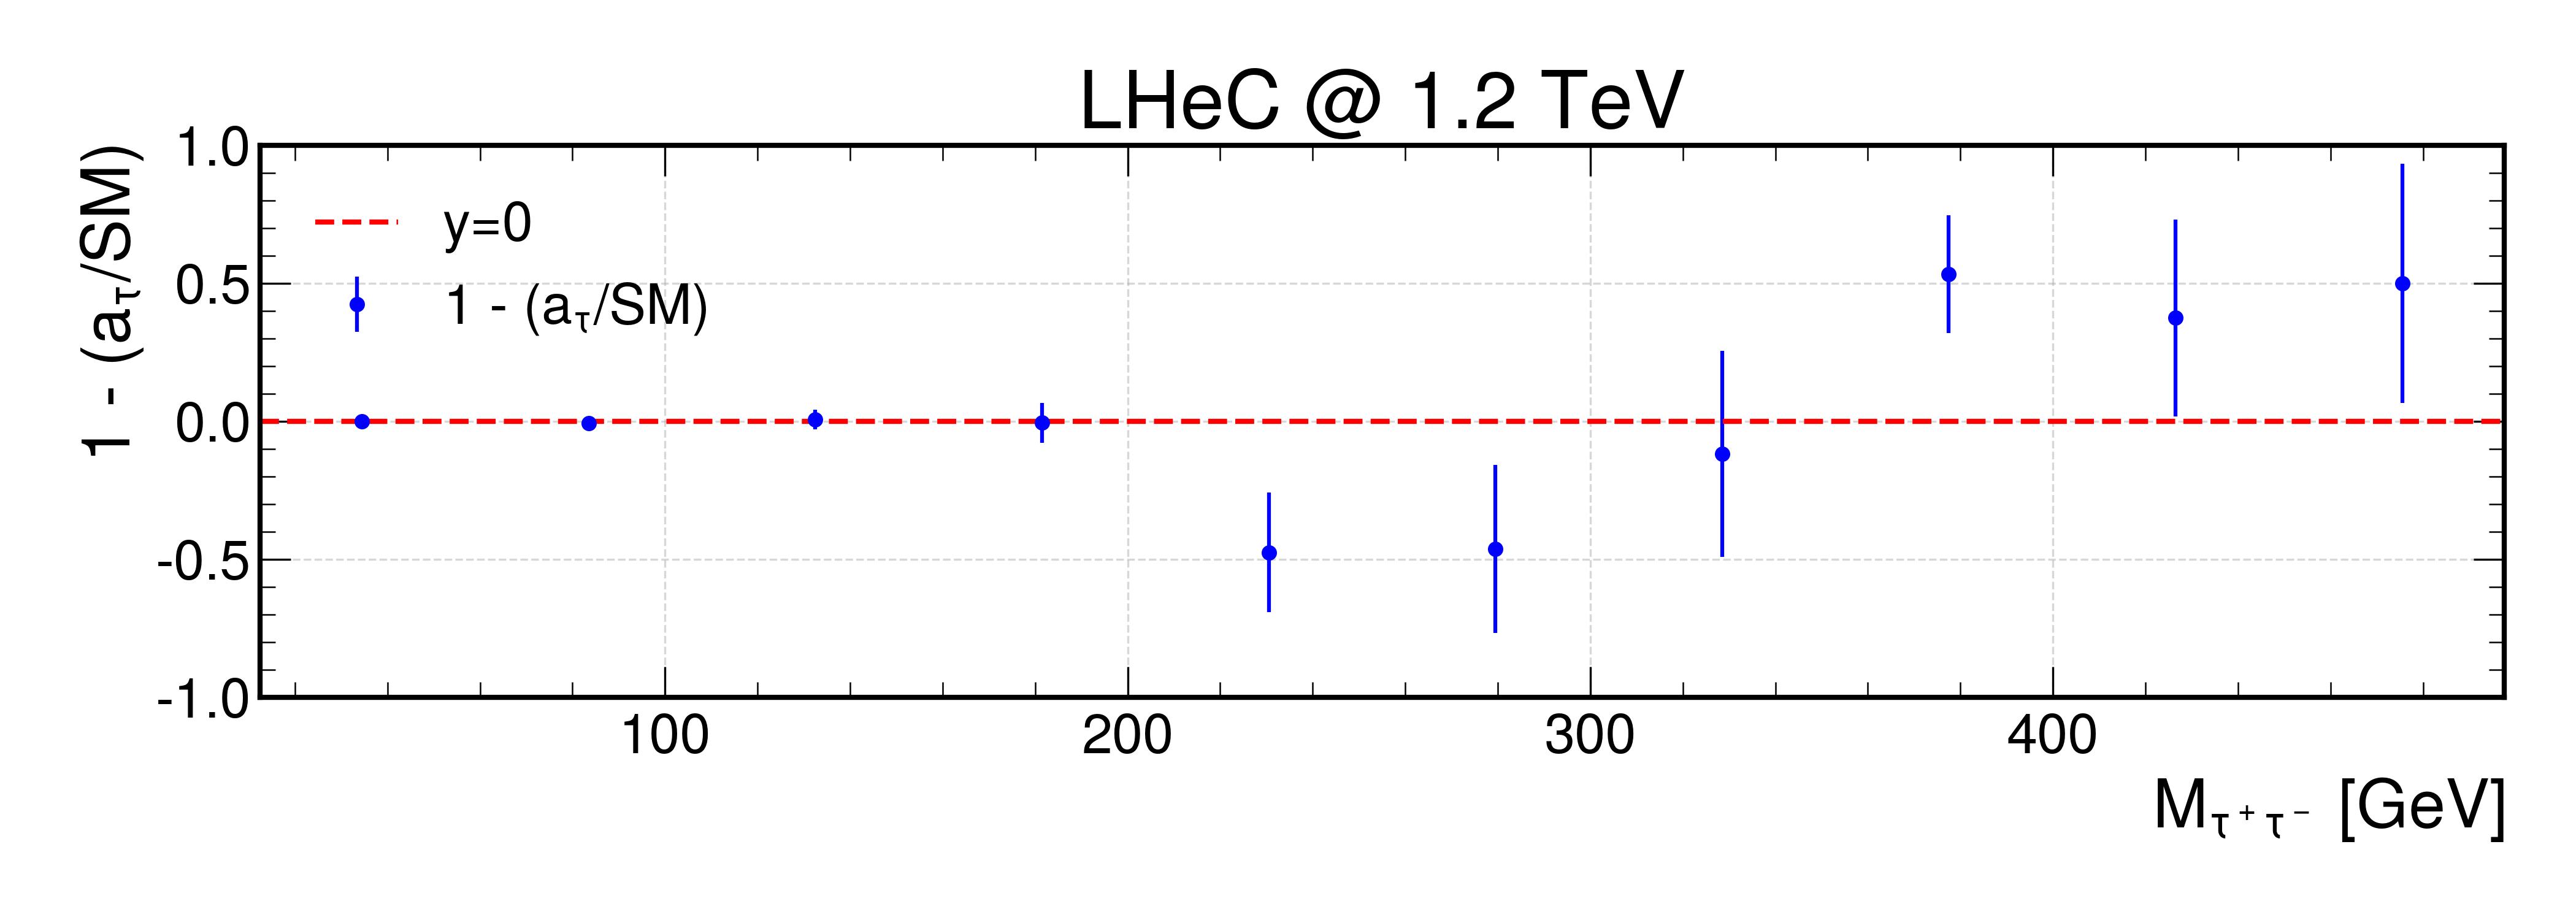 LHeC @ 1.2 TeV
1 - (aτ/SM)
1.0
0.5
0.0
-0.5
-1.0
y=0
1 - (aτ/SM)
100 200 300 400
Mτ+τ− [GeV]